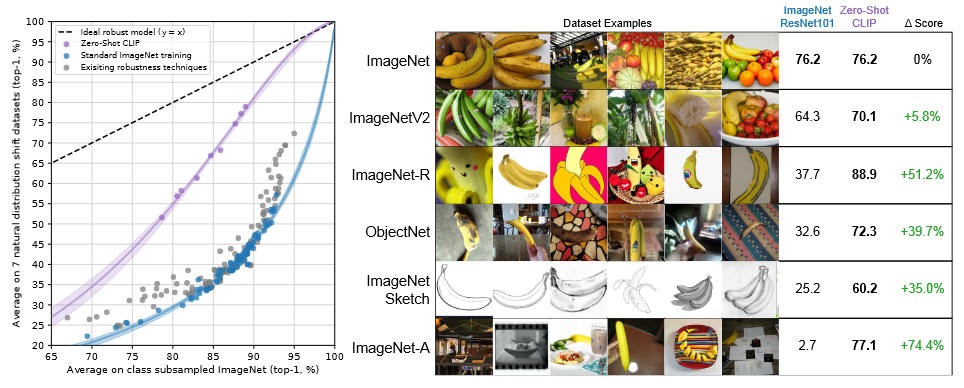 Average on 7 natural distribution shift datasets (top-1, %)
100
95
90
85
80
75
70
65
60
55
50
45
40
35
30
25
20
65
70
75
80
85
90
95
100
Average on class subsampled ImageNet (top-1, %)
Ideal robust model (y = x)
Zero-Shot CLIP
Standard ImageNet training
Exisiting robustness techniques
Dataset Examples
ImageNet ResNet101
Zero-Shot CLIP
Δ Score
ImageNet 76.2 76.2 0%
ImageNetV2 64.3 70.1 +5.8%
ImageNet-R 37.7 88.9 +51.2%
ObjectNet 32.6 72.3 +39.7%
ImageNet Sketch 25.2 60.2 +35.0%
ImageNet-A 2.7 77.1 +74.4%